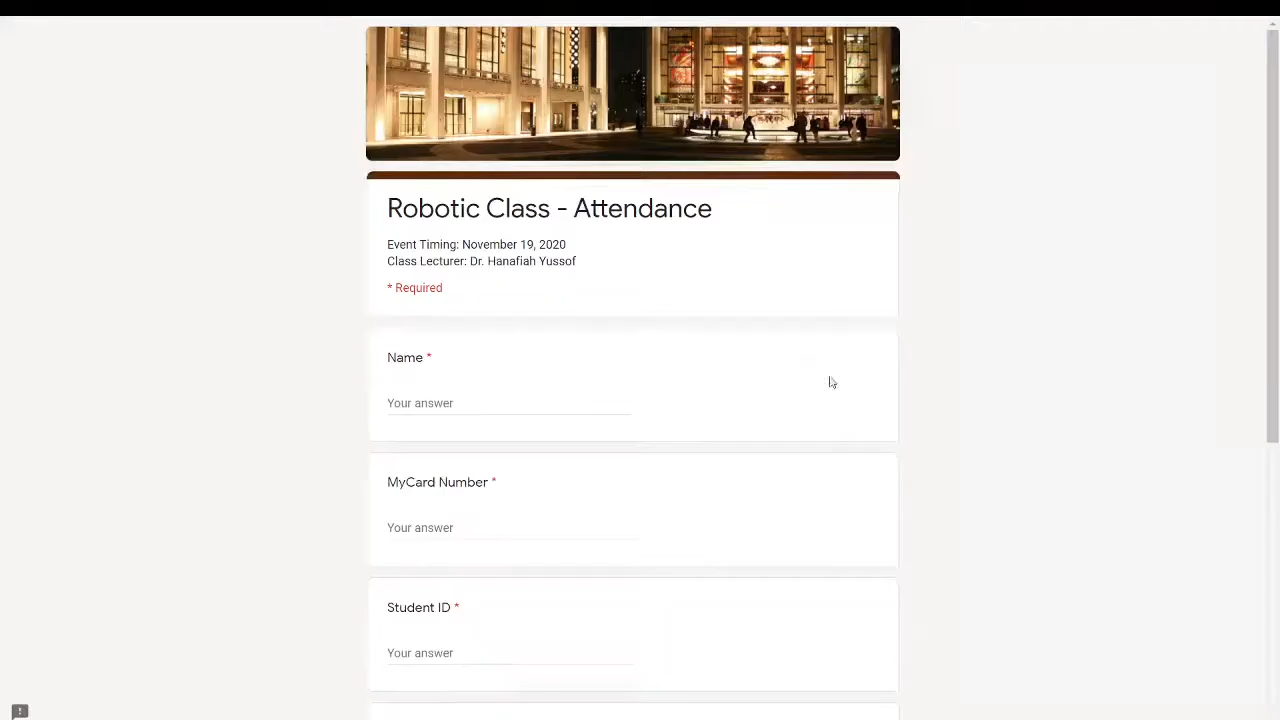 Robotic Class - Attendance
Event Timing: November 19, 2020
Class Lecturer: Dr. Hanafiah Yussof
* Required
Name *
Your answer
MyCard Number *
Your answer
Student ID *
Your answer